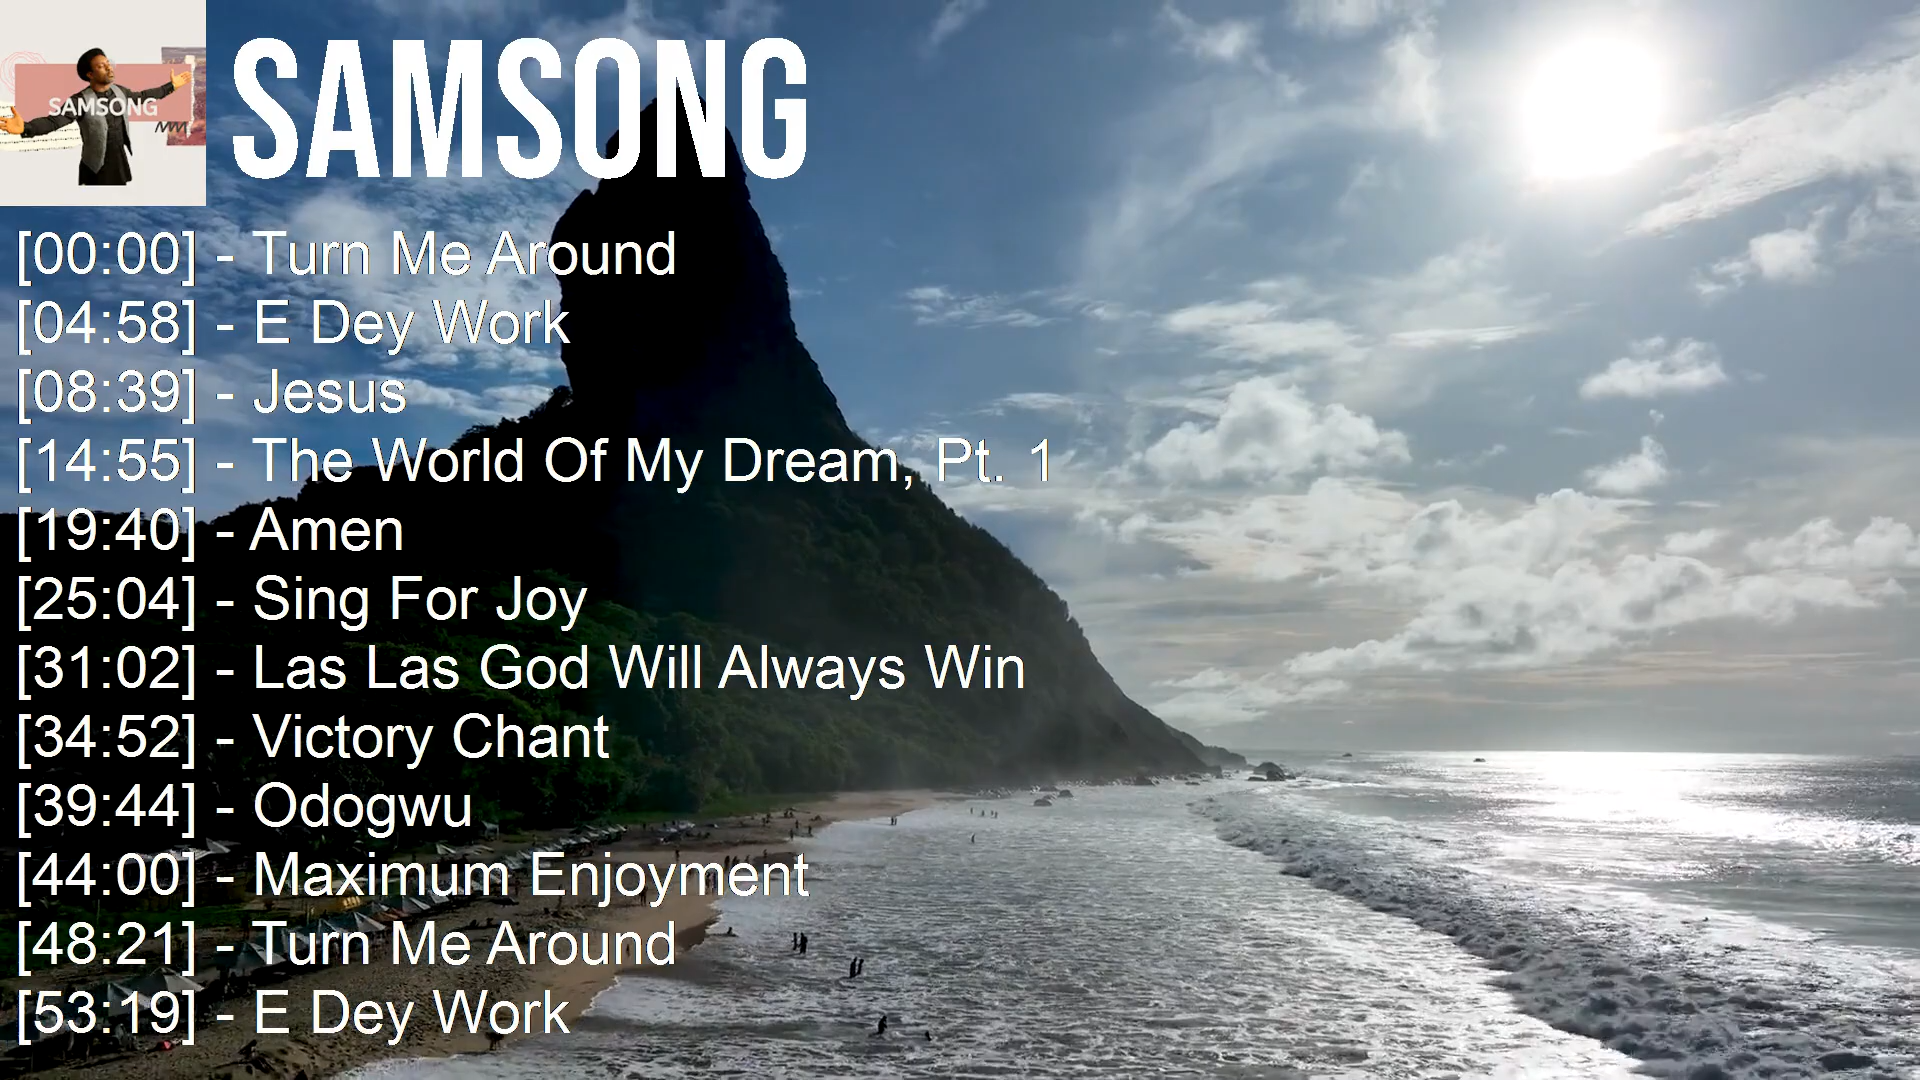 SAMSONG
SAMSONG
[00:00] - Turn Me Around
[04:58] - E Dey Work
[08:39] - Jesus
[14:55] - The World Of My Dream, Pt. 1
[19:40] - Amen
[25:04] - Sing For Joy
[31:02] - Las Las God Will Always Win
[34:52] - Victory Chant
[39:44] - Odogwu
[44:00] - Maximum Enjoyment
[48:21] - Turn Me Around
[53:19] - E Dey Work